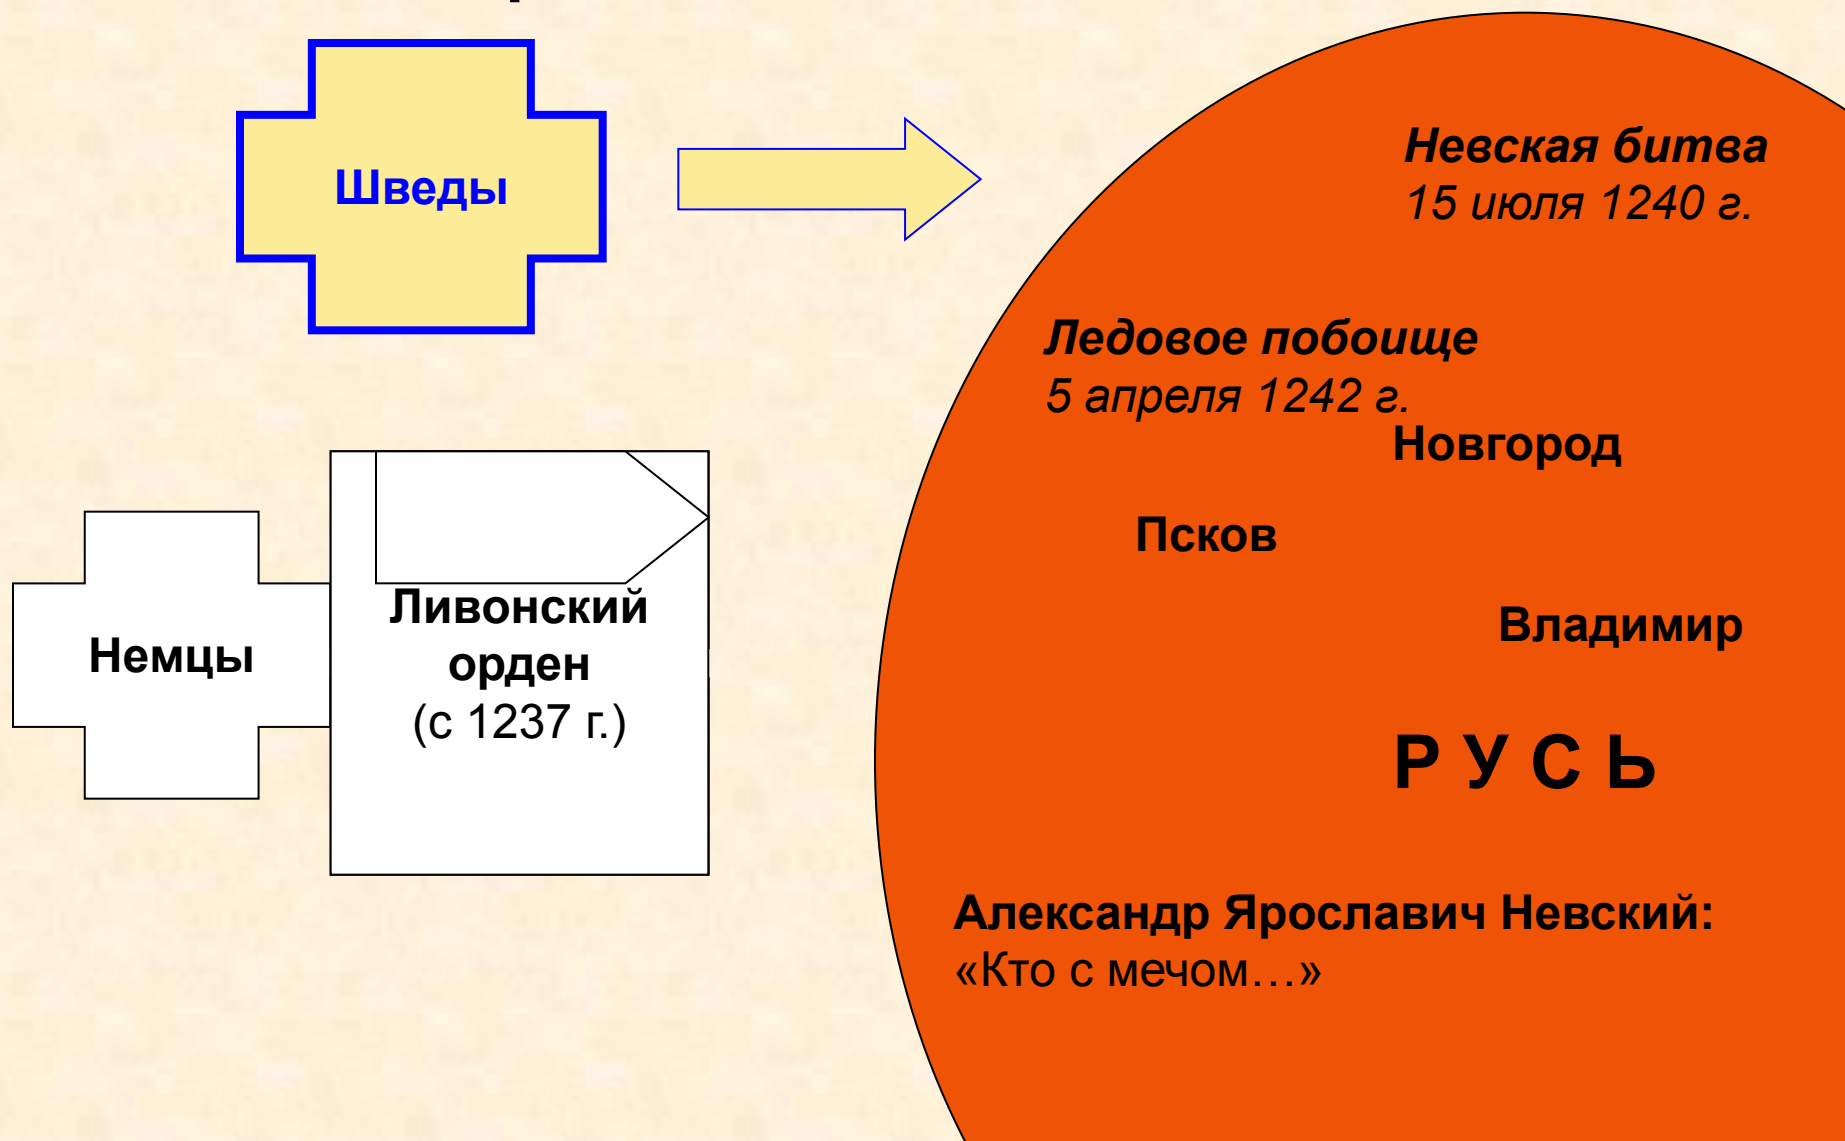 Шведы
Невская битва
15 июля 1240 г.
Ледовое побоище
5 апреля 1242 г.
Новгород
Псков
Владимир
Немцы
Ливонский
орден
(с 1237 г.)
Р У С Ь
Александр Ярославич Невский:
«Кто с мечом…»